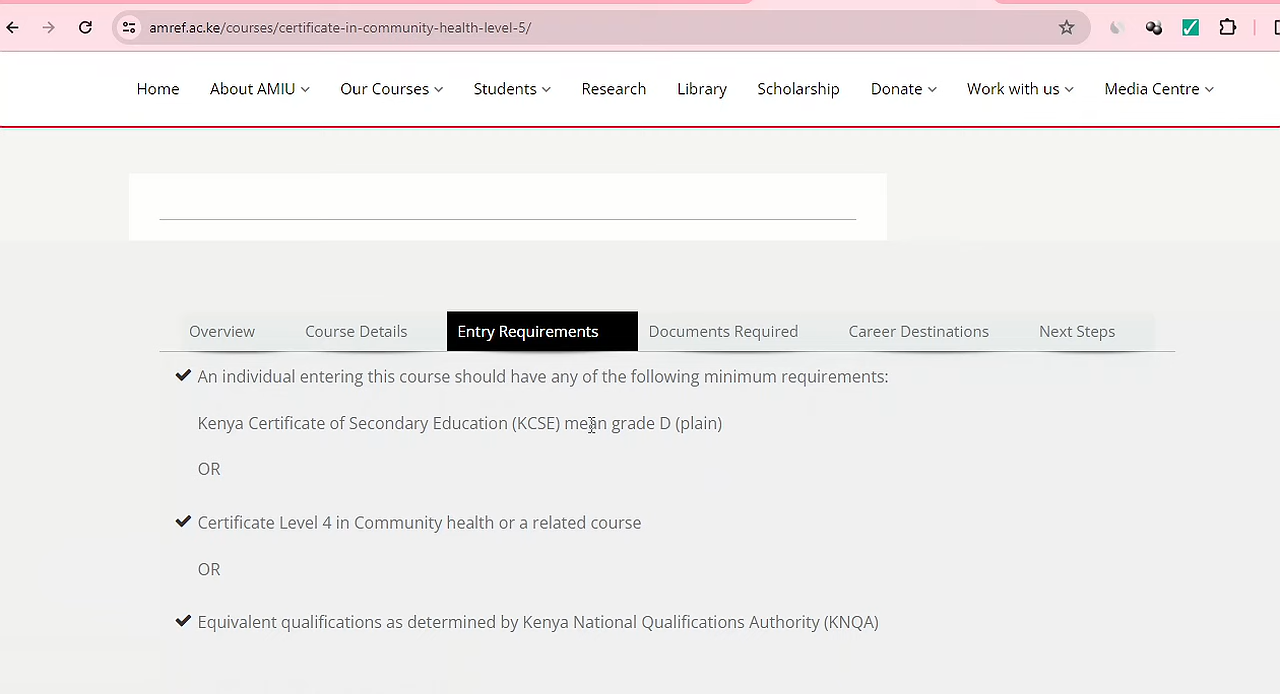 amref.ac.ke/courses/certificate-in-community-health-level-5/
Home About AMIU Our Courses Students Research Library Scholarship Donate Work with us Media Centre
Overview Course Details Entry Requirements Documents Required Career Destinations Next Steps
An individual entering this course should have any of the following minimum requirements:
Kenya Certificate of Secondary Education (KCSE) mean grade D (plain)
OR
Certificate Level 4 in Community health or a related course
OR
Equivalent qualifications as determined by Kenya National Qualifications Authority (KNQA)